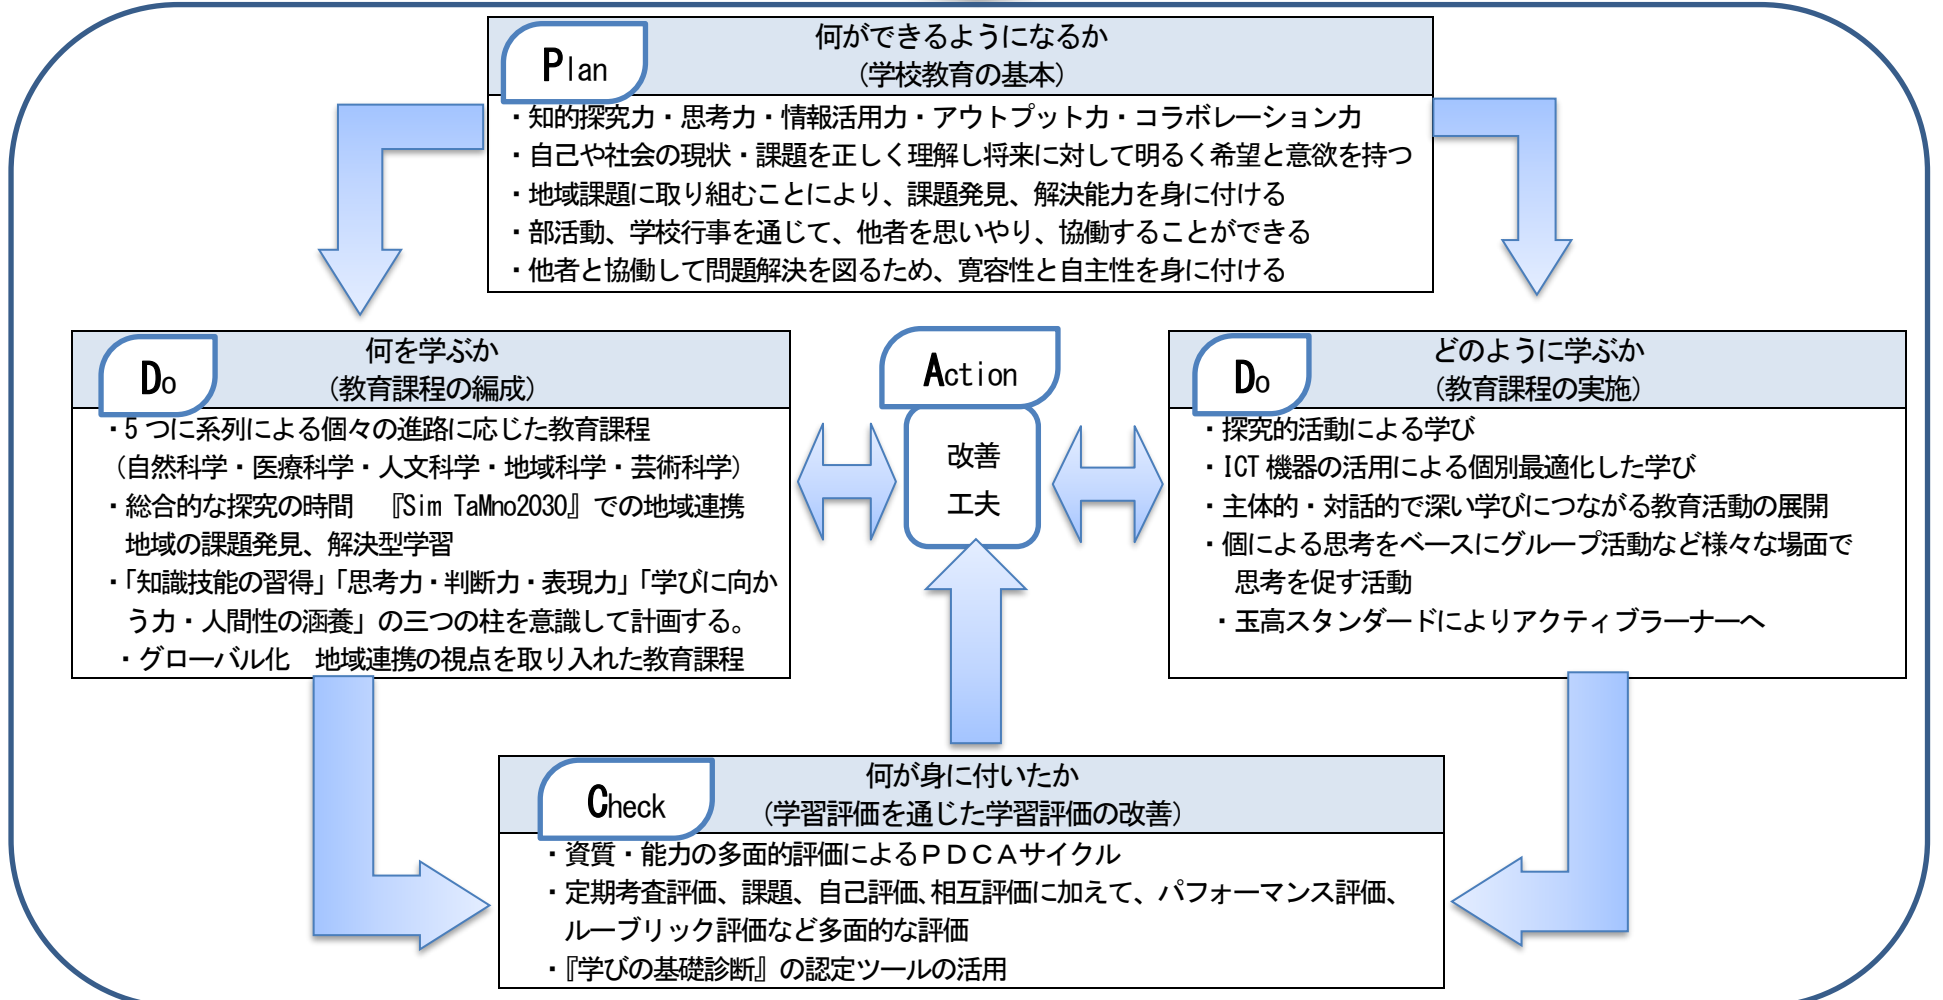 Plan
何ができるようになるか
（学校教育の基本）
・知的探究力・思考力・情報活用力・アウトプット力・コラボレーション力
・自己や社会の現状・課題を正しく理解し将来に対して明るく希望と意欲を持つ
・地域課題に取り組むことにより、課題発見、解決能力を身に付ける
・部活動、学校行事を通じて、他者を思いやり、協働することができる
・他者と協働して問題解決を図るため、寛容性と自主性を身に付ける
Do
何を学ぶか
（教育課程の編成）
・5 つに系列による個々の進路に応じた教育課程
（自然科学・医療科学・人文科学・地域科学・芸術科学）
・総合的な探究の時間　『Sim TaMno2030』での地域連携
地域の課題発見、解決型学習
・「知識技能の習得」「思考力・判断力・表現力」「学びに向か
う力・人間性の涵養」の三つの柱を意識して計画する。
・グローバル化　地域連携の視点を取り入れた教育課程
Action
改善
工夫
Do
どのように学ぶか
（教育課程の実施）
・探究的活動による学び
・ICT 機器の活用による個別最適化した学び
・主体的・対話的で深い学びにつながる教育活動の展開
・個による思考をベースにグループ活動など様々な場面で
思考を促す活動
・玉高スタンダードによりアクティブラーナーへ
Check
何が身に付いたか
（学習評価を通じた学習評価の改善）
・資質・能力の多面的評価によるＰＤＣＡサイクル
・定期考査評価、課題、自己評価､相互評価に加えて、パフォーマンス評価、
ルーブリック評価など多面的な評価
・『学びの基礎診断』の認定ツールの活用